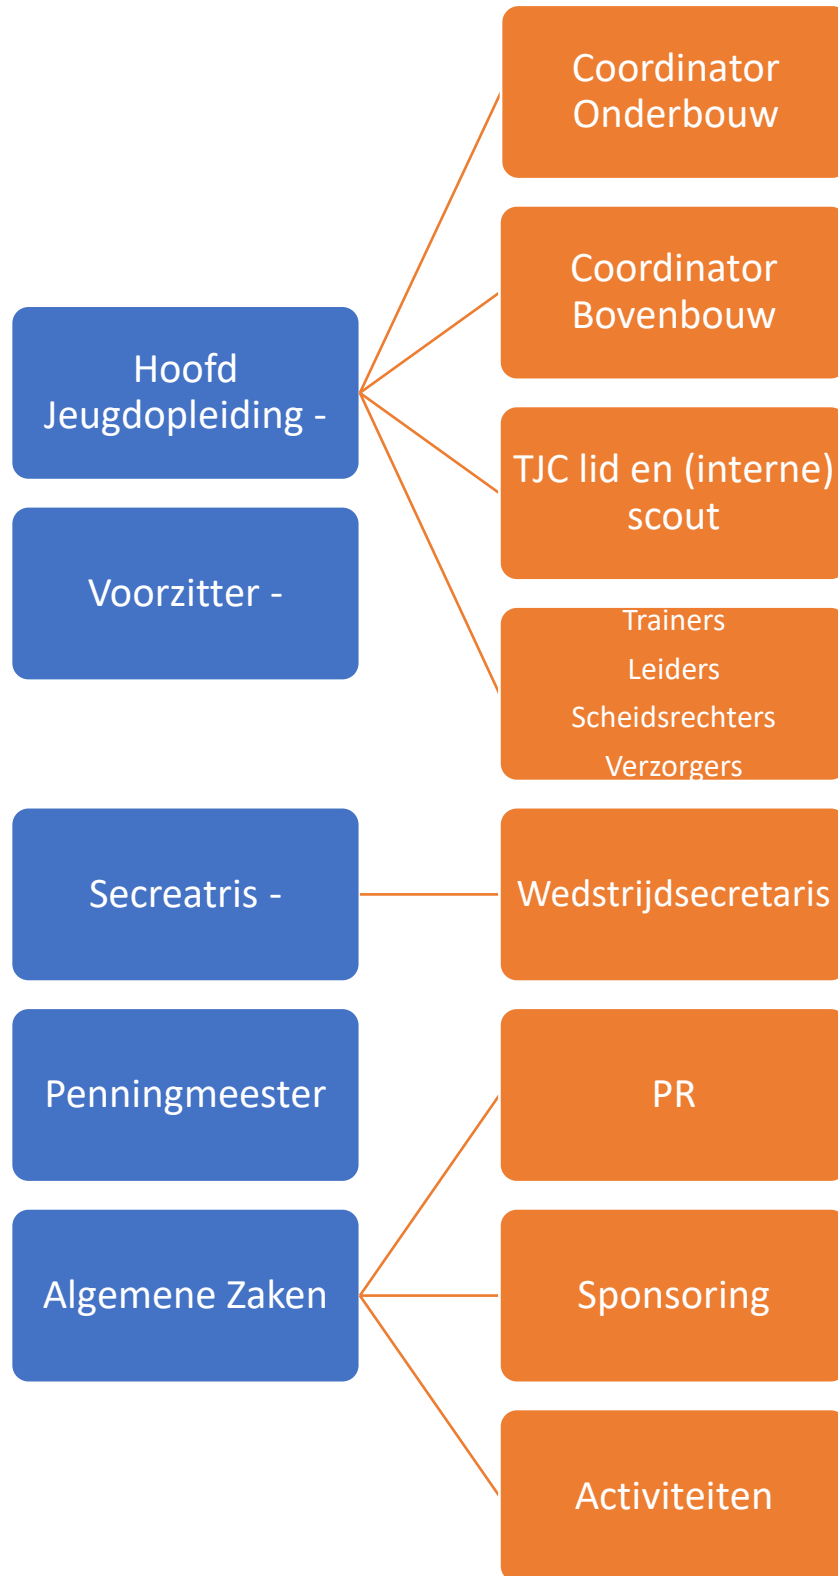 Coordinator
Onderbouw
Coordinator
Bovenbouw
Hoofd
Jeugdopleiding -
TJC lid en (interne)
scout
Voorzitter -
Trainers
Leiders
Scheidsrechters
Verzorgers
Secreatris -
Wedstrijdsecretaris
Penningmeester
PR
Algemene Zaken
Sponsoring
Activiteiten